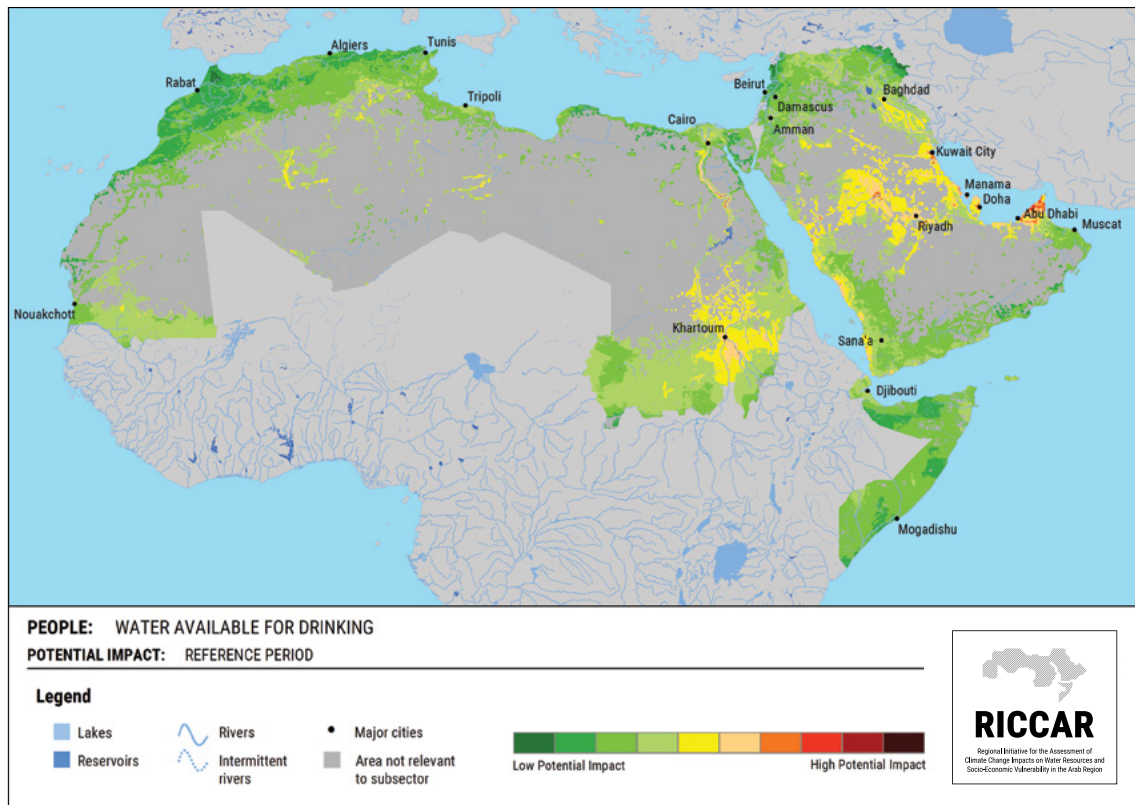 Algiers
Tunis
Rabat
Tripoli
Beirut
Damascus
Baghdad
Amman
Cairo
Kuwait City
Manama
Doha
Abu Dhabi
Riyadh
Muscat
Nouakchott
Khartoum
Sana'a
Djibouti
Mogadishu
PEOPLE: WATER AVAILABLE FOR DRINKING
POTENTIAL IMPACT: REFERENCE PERIOD
Legend
Lakes
Rivers
Major cities
Reservoirs
Intermittent
rivers
Area not relevant
to subsector
Low Potential Impact
High Potential Impact
RICCAR
Regional Initiative for the Assessment of
Climate Change Impacts on Water Resources and
Socio-Economic Vulnerability in the Arab Region